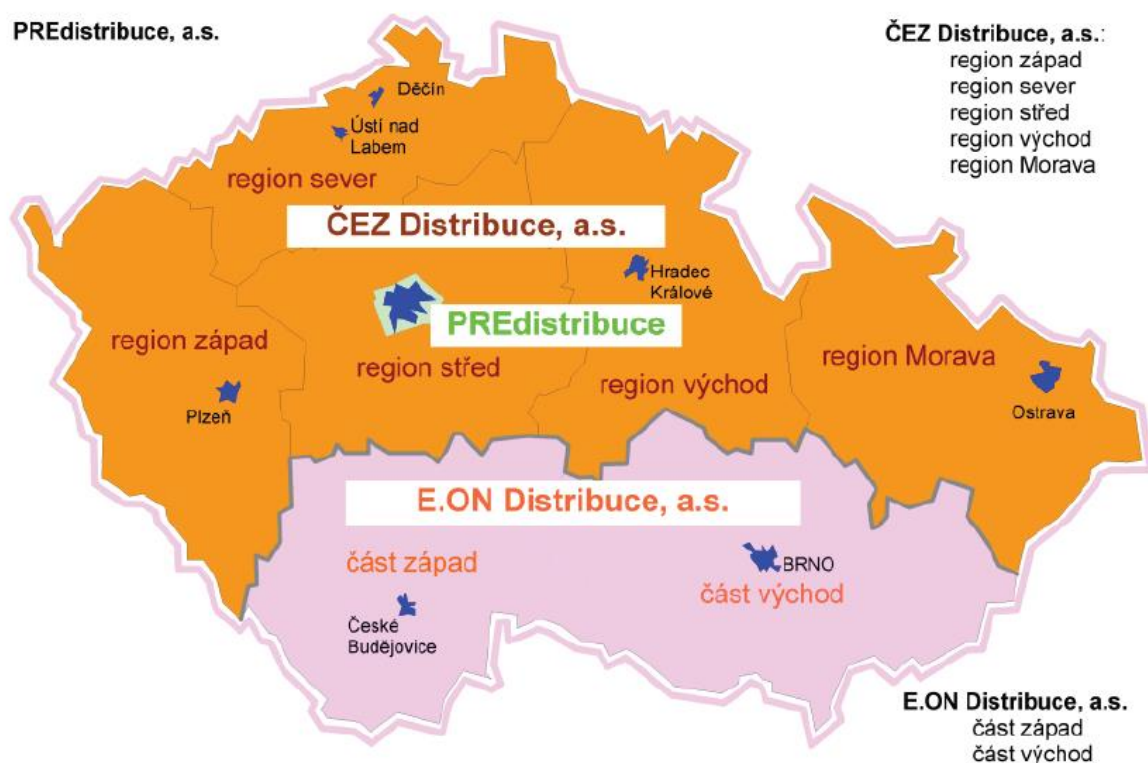 PREdistribuce, a.s.
ČEZ Distribuce, a.s.:
region západ
region sever
region střed
region východ
region Morava
Děčín
Ústí nad
Labem
region sever
ČEZ Distribuce, a.s.
Hradec
Králové
PREdistribuce
region západ
region střed
region východ
region Morava
Plzeň
Ostrava
E.ON Distribuce, a.s.
část západ
BRNO
část východ
České
Budějovice
E.ON Distribuce, a.s.
část západ
část východ